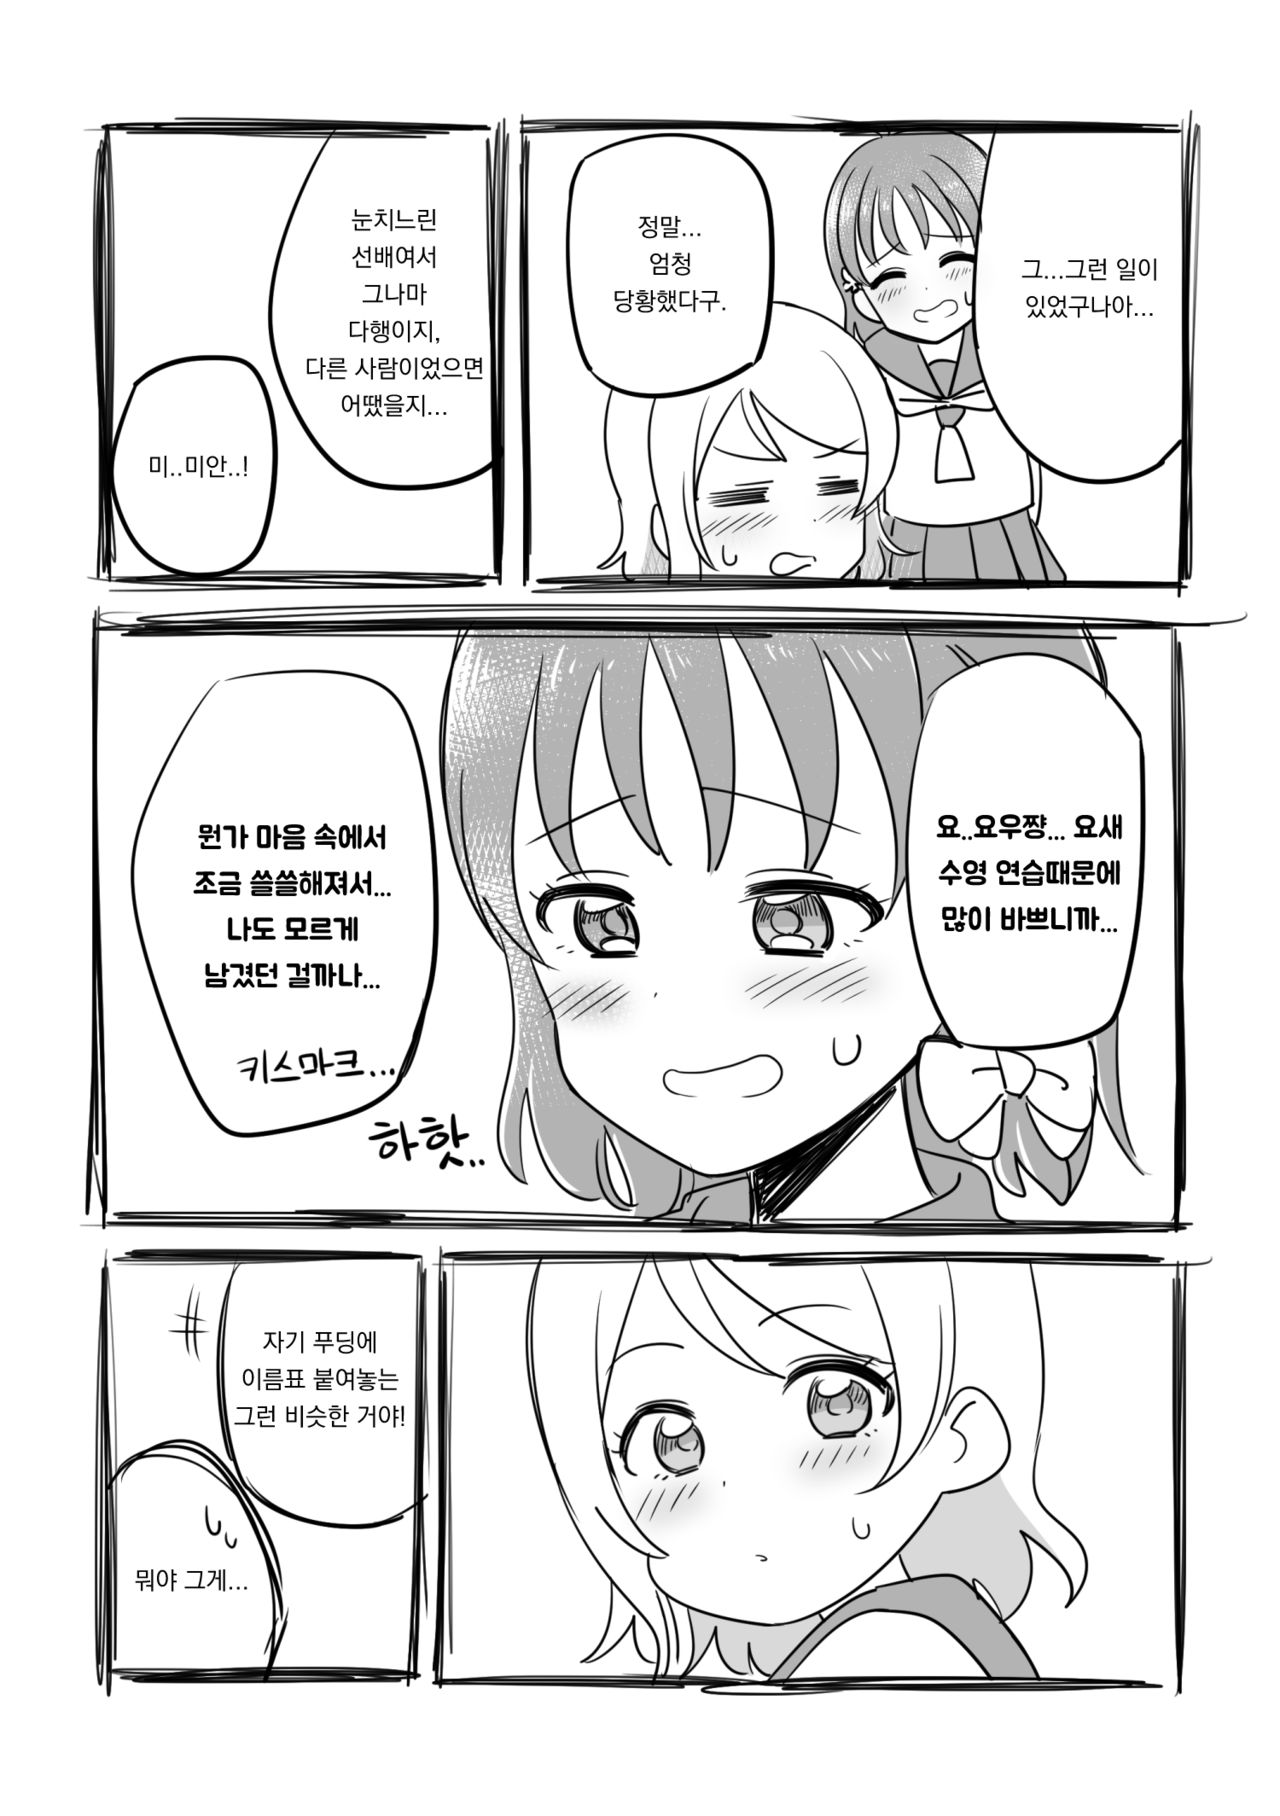 그...그런 일이
있었구나아...
정말...
엄청
당황했다구.
눈치느린
선배여서
그나마
다행이지,
다른 사람이었으면
어땠을지...
미..미안..!
요..요우쨩... 요새
수영 연습때문에
많이 바쁘니까...
뭔가 마음 속에서
조금 쓸쓸해져서...
나도 모르게
남겼던 걸까나...
키스마크...
하핫..
자기 푸딩에
이름표 붙여놓는
그런 비슷한 거야!
뭐야 그게...